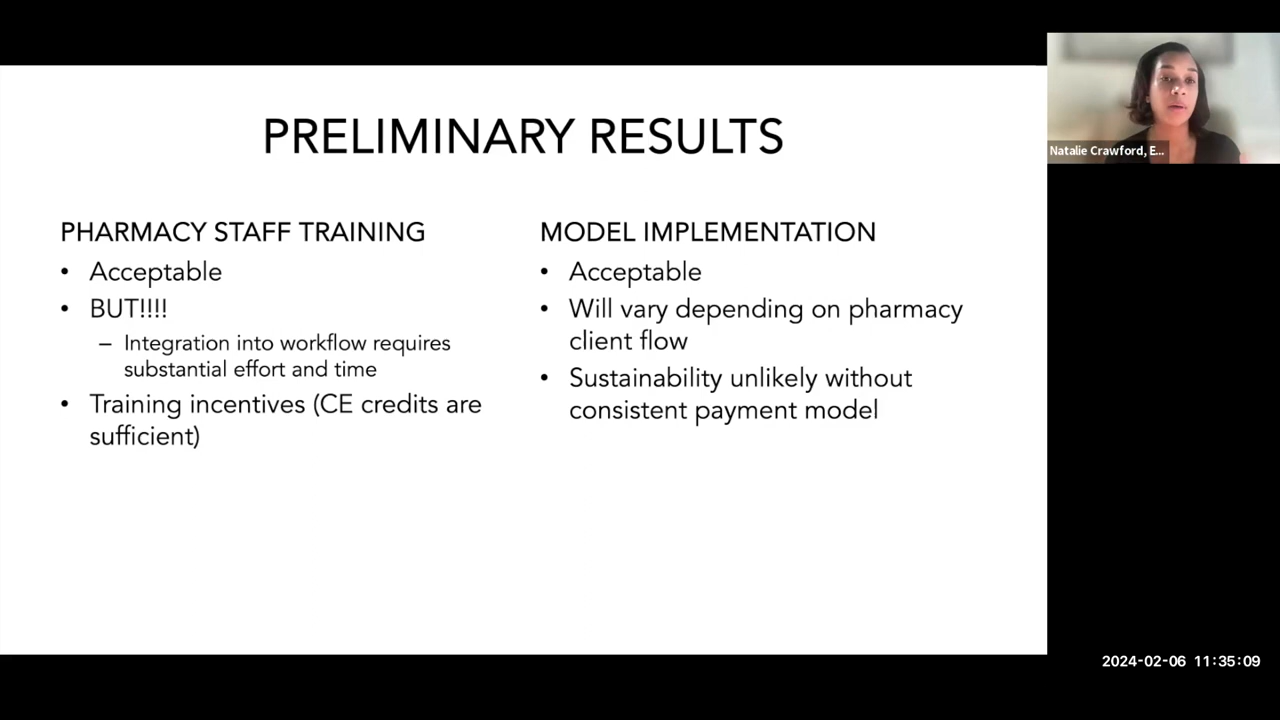 PRELIMINARY RESULTS
PHARMACY STAFF TRAINING
• Acceptable
• BUT!!!!
– Integration into workflow requires
substantial effort and time
• Training incentives (CE credits are
sufficient)
MODEL IMPLEMENTATION
• Acceptable
• Will vary depending on pharmacy
client flow
• Sustainability unlikely without
consistent payment model
Natalie Crawford, E...
2024-02-06 11:35:09